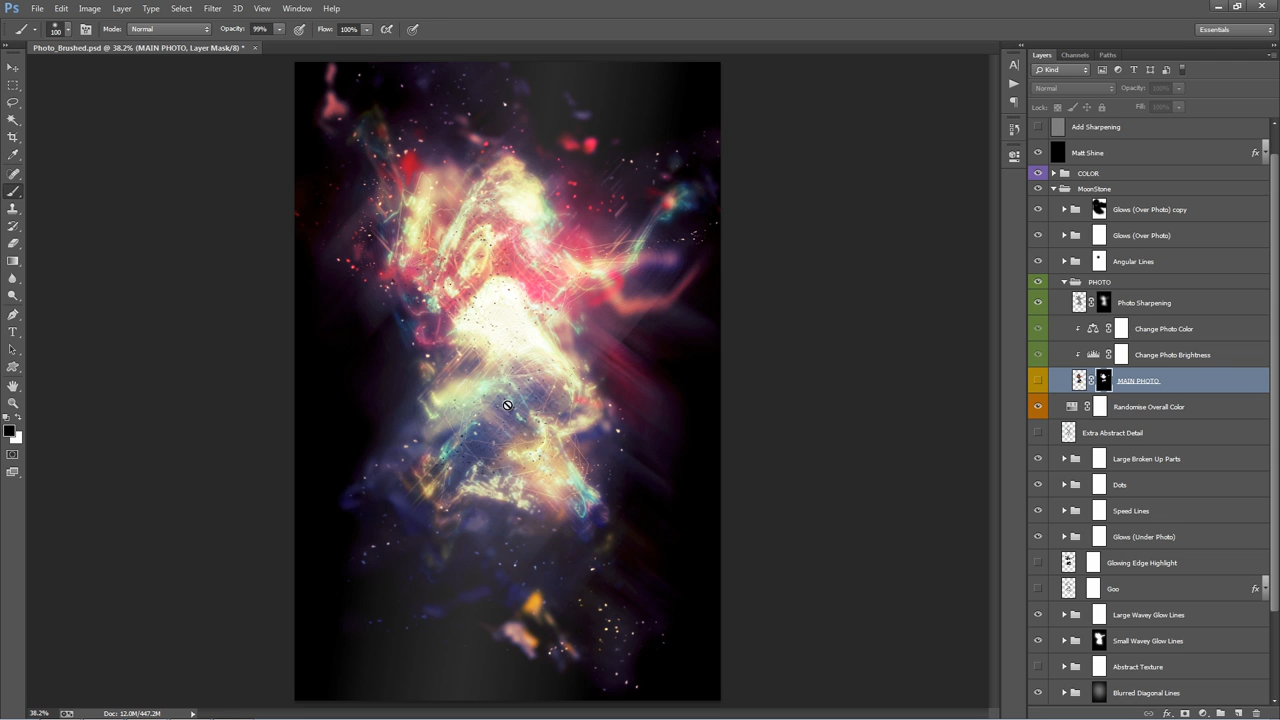 Ps File Edit Image Layer Type Select Filter 3D View Window Help
100 Mode: Normal Opacity: 99% Flow: 100% Essentials
Photo_Brushed.psd @ 38.2% (MAIN PHOTO, Layer Mask/8) * ×
Layers Channels Paths
Kind
Normal Opacity: 100%
Lock: Fill: 100%
Add Sharpening
Matt Shine fx
COLOR
MoonStone
Glows (Over Photo) copy
Glows (Over Photo)
Angular Lines
PHOTO
Photo Sharpening
Change Photo Color
Change Photo Brightness
MAIN PHOTO
Randomise Overall Color
Extra Abstract Detail
Large Broken Up Parts
Dots
Speed Lines
Glows (Under Photo)
Glowing Edge Highlight
Goo fx
Large Wavey Glow Lines
Small Wavey Glow Lines
Abstract Texture
Blurred Diagonal Lines
38.2% Doc: 12.0M/447.2M